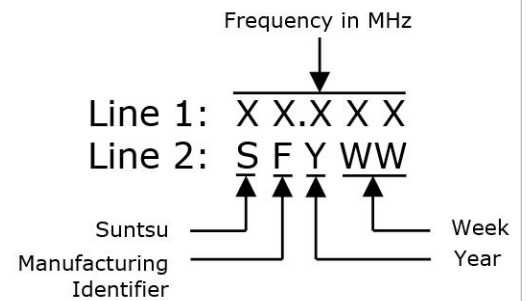 Frequency in MHz
Line 1: X X.X X X
Line 2: S F Y WW
Suntsu Week
Manufacturing Year
Identifier